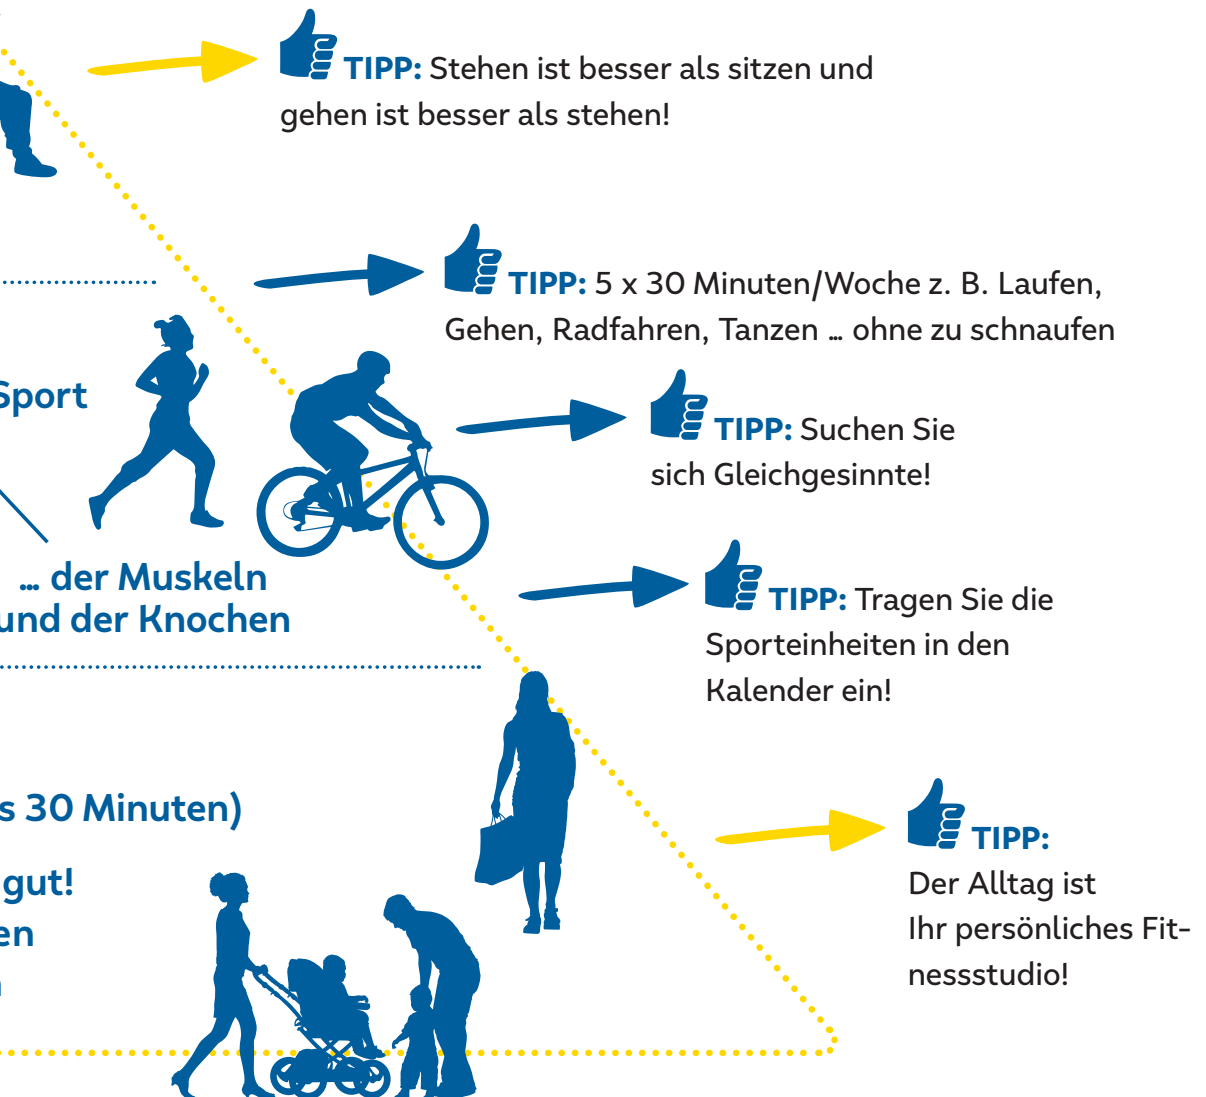 TIPP: Stehen ist besser als sitzen und
gehen ist besser als stehen!
TIPP: 5 x 30 Minuten/Woche z. B. Laufen,
Gehen, Radfahren, Tanzen ... ohne zu schnaufen
Sport
TIPP: Suchen Sie
sich Gleichgesinnte!
... der Muskeln
und der Knochen
TIPP: Tragen Sie die
Sporteinheiten in den
Kalender ein!
s 30 Minuten)
gut!
en
TIPP:
Der Alltag ist
Ihr persönliches Fit-
nessstudio!